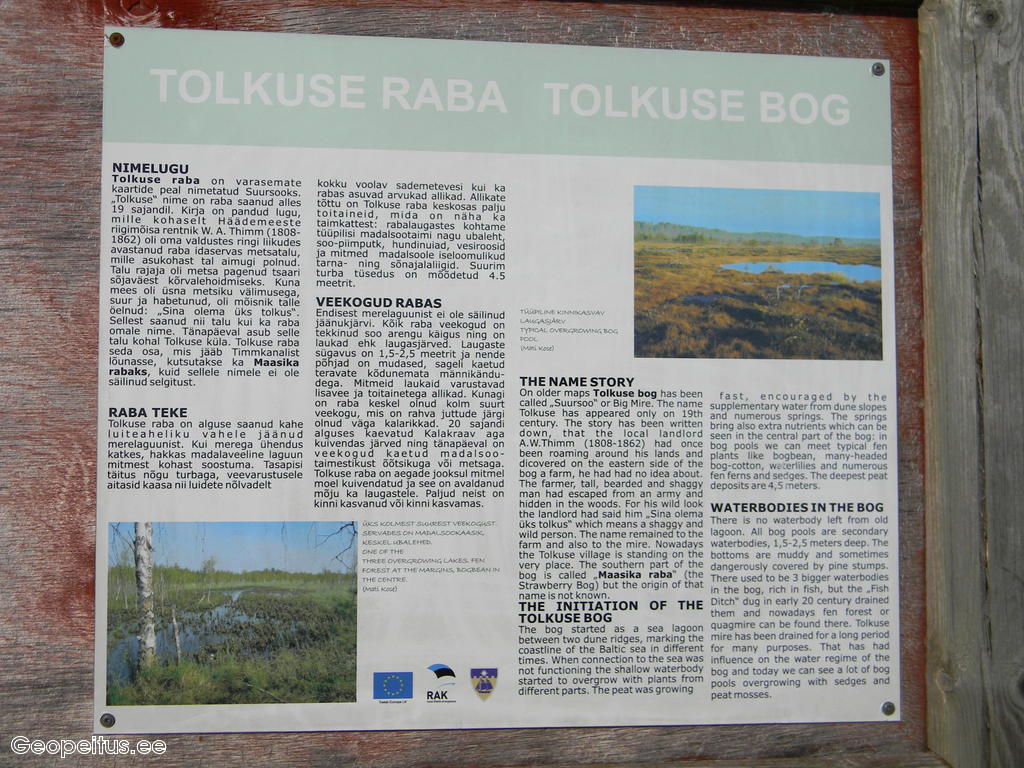 TOLKUSE RABA TOLKUSE BOG
NIMELUGU
Tolkuse raba on varasemate
kaartide peal nimetatud Suursooks.
„Tolkuse" nime on raba saanud alles
19 sajandil. Kirja on pandud lugu,
mille kohaselt Häädemeeste
riigimõisa rentnik W. A. Thimm (1808-
1862) oli oma valdustes ringi liikudes
avastanud raba idaservas metsatalu,
mille asukohast tal aimugi polnud.
Talu rajaja oli metsa pagenud tsaari
sõjaväest kõrvalehoidmiseks. Kuna
mees oli üsna metsiku välimusega,
suur ja habetunud, oli mõisnik talle
öelnud: „Sina olema üks tolkus".
Sellest saanud nii talu kui ka raba
omale nime. Tänapäeval asub selle
talu kohal Tolkuse küla. Tolkuse raba
seda osa, mis jääb Timmkanalist
lõunasse, kutsutakse ka Maasika
rabaks, kuid sellele nimele ei ole
säilinud selgitust.
RABA TEKE
Tolkuse raba on alguse saanud kahe
luiteaheliku vahele jäänud
merelaguunist. Kui merega ühendus
katkes, hakkas madalaveeline laguun
mitmest kohast soostuma. Tasapisi
täitus nõgu turbaga, veevarustusele
aitasid kaasa nii luidete nõlvadelt
kokku voolav sademetevesi kui ka
rabas asuvad arvukad allikad. Allikate
tõttu on Tolkuse raba keskosas palju
toitaineid, mida on näha ka
taimkattest: rabalaugastes kohtame
tüüpilisi madalsootaimi nagu ubaleht,
soo-piimputk, hundinuiad, vesiroosid
ja mitmed madalsoole iseloomulikud
tarna- ning sõnajalaliigid. Suurim
turba tüsedus on mõõdetud 4.5
meetrit.
VEEKOGUD RABAS
Endisest merelaguunist ei ole säilinud
jäänukjärvi. Kõik raba veekogud on
tekkinud soo arengu käigus ning on
laukad ehk laugasjärved. Laugaste
sügavus on 1,5-2,5 meetrit ja nende
põhjad on mudased, sageli kaetud
teravate kõdunemata männikändu-
dega. Mitmeid laukaid varustavad
lisavee ja toitainetega allikad. Kunagi
on raba keskel olnud kolm suurt
veekogu, mis on rahva juttude järgi
olnud väga kalarikkad. 20 sajandi
alguses kaevatud Kalakraav aga
kuivendas järved ning tänapäeval on
veekogud kaetud madalsoo-
taimestikust õõtsikuga või metsaga.
Tolkuse raba on aegade jooksul mitmel
moel kuivendatud ja see on avaldanud
mõju ka laugastele. Paljud neist on
kinni kasvanud või kinni kasvamas.
ÜKS KOLMEST SUUREST VEEKOGUST.
SERVADES ON MADALSOOKAASIK,
KESKEL UBALEHED.
ONE OF THE
THREE OVERGROWING LAKES. FEN
FOREST AT THE MARGINS, BOGBEAN IN
THE CENTRE.
(Mati Kose)
RAK
TÜÜPILINE KINNIKASVAV
LAUGASJÄRV
TYPICAL OVERGROWING BOG
POOL
(Mati Kose)
THE NAME STORY
On older maps Tolkuse bog has been
called „Suursoo" or Big Mire. The name
Tolkuse has appeared only on 19th
century. The story has been written
down, that the local landlord
A.W.Thimm (1808-1862) had once
been roaming around his lands and
dicovered on the eastern side of the
bog a farm, he had had no idea about.
The farmer, tall, bearded and shaggy
man had escaped from an army and
hidden in the woods. For his wild look
the landlord had said him „Sina olema
üks tolkus" which means a shaggy and
wild person. The name remained to the
farm and also to the mire. Nowadays
the Tolkuse village is standing on the
very place. The southern part of the
bog is called „Maasika raba" (the
Strawberry Bog) but the origin of that
name is not known.
THE INITIATION OF THE
TOLKUSE BOG
The bog started as a sea lagoon
between two dune ridges, marking the
coastline of the Baltic sea in different
times. When connection to the sea was
not functioning the shallow waterbody
started to overgrow with plants from
different parts. The peat was growing
fast, encouraged by the
supplementary water from dune slopes
and numerous springs. The springs
bring also extra nutrients which can be
seen in the central part of the bog: in
bog pools we can meet typical fen
plants like bogbean, many-headed
bog-cotton, waterlilies and numerous
fen ferns and sedges. The deepest peat
deposits are 4,5 meters.
WATERBODIES IN THE BOG
There is no waterbody left from old
lagoon. All bog pools are secondary
waterbodies, 1,5-2,5 meters deep. The
bottoms are muddy and sometimes
dangerously covered by pine stumps.
There used to be 3 bigger waterbodies
in the bog, rich in fish, but the „Fish
Ditch" dug in early 20 century drained
them and nowadays fen forest or
quagmire can be found there. Tolkuse
mire has been drained for a long period
for many purposes. That has had
influence on the water regime of the
bog and today we can see a lot of bog
pools overgrowing with sedges and
peat mosses.
Geopeitus.ee